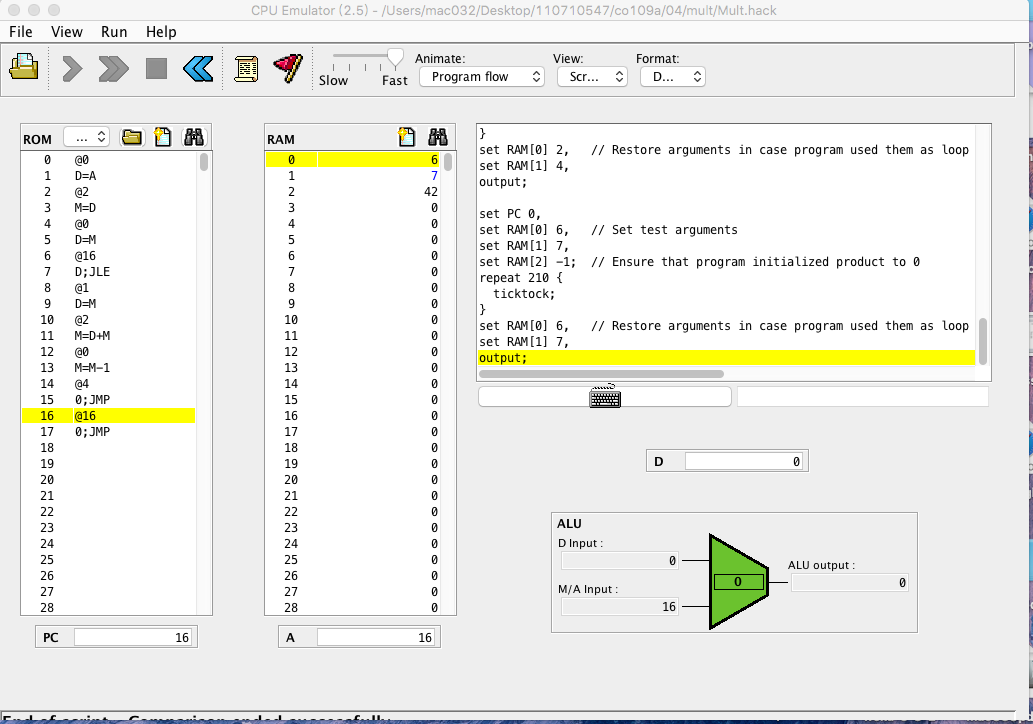 CPU Emulator (2.5) - /Users/mac032/Desktop/110710547/co109a/04/mult/Mult.hack
File View Run Help
Slow Fast
Animate:
Program flow
View:
Scr...
Format:
D...
ROM ...
0 @0
1 D=A
2 @2
3 M=D
4 @0
5 D=M
6 @16
7 D;JLE
8 @1
9 D=M
10 @2
11 M=D+M
12 @0
13 M=M-1
14 @4
15 0;JMP
16 @16
17 0;JMP
18
19
20
21
22
23
24
25
26
27
28
PC 16
RAM
0 6
1 7
2 42
3 0
4 0
5 0
6 0
7 0
8 0
9 0
10 0
11 0
12 0
13 0
14 0
15 0
16 0
17 0
18 0
19 0
20 0
21 0
22 0
23 0
24 0
25 0
26 0
27 0
28 0
A 16
}
set RAM[0] 2,   // Restore arguments in case program used them as loop
set RAM[1] 4,
output;
set PC 0,
set RAM[0] 6,   // Set test arguments
set RAM[1] 7,
set RAM[2] -1;  // Ensure that program initialized product to 0
repeat 210 {
ticktock;
}
set RAM[0] 6,   // Restore arguments in case program used them as loop
set RAM[1] 7,
output;
D 0
ALU
D Input :
0
M/A Input :
16
0
ALU output :
0
End of script - Comparison ended successfully